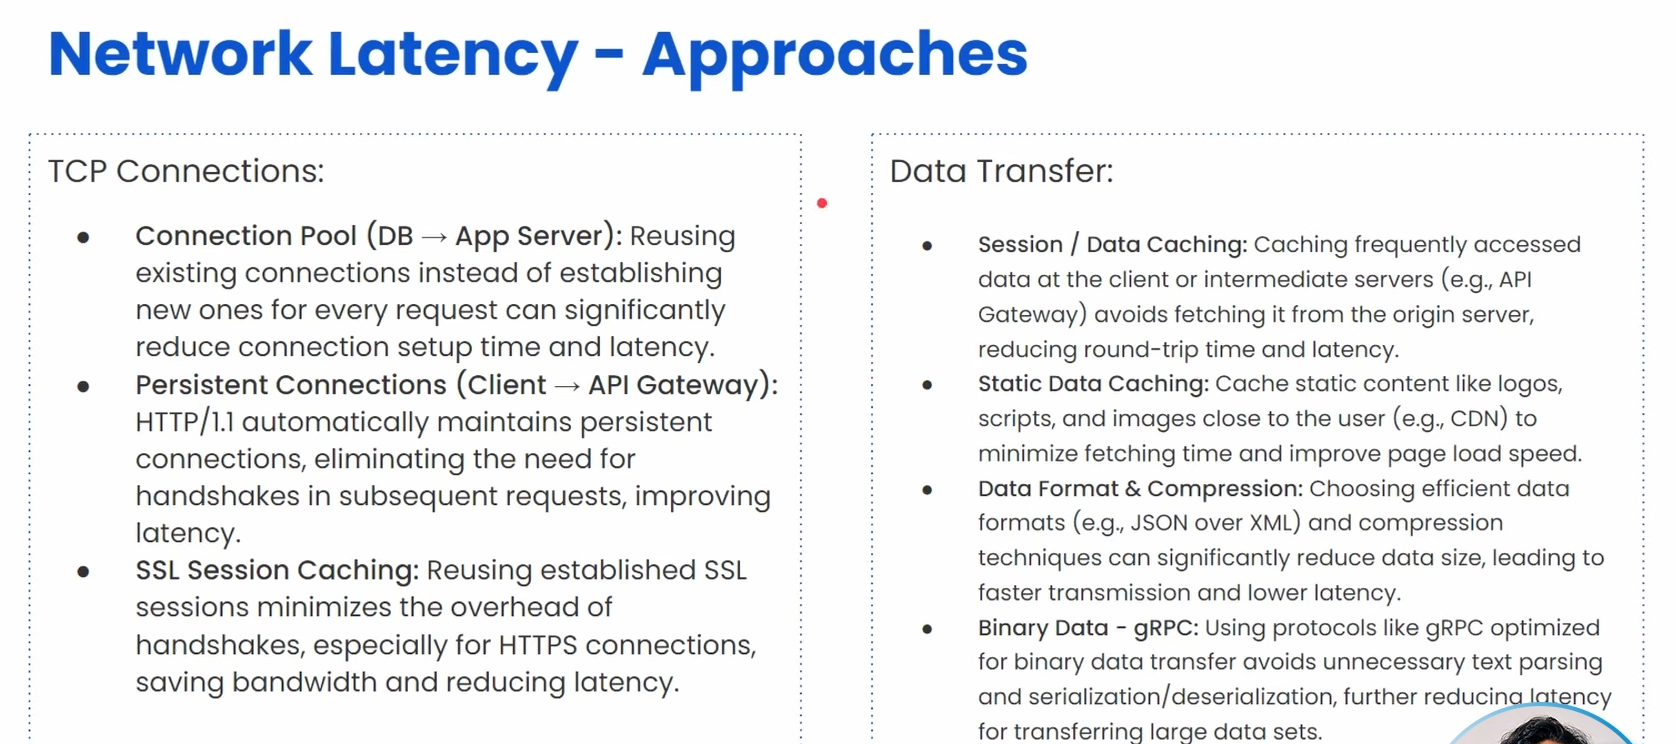 Network Latency - Approaches
TCP Connections:
● Connection Pool (DB → App Server): Reusing
existing connections instead of establishing
new ones for every request can significantly
reduce connection setup time and latency.
● Persistent Connections (Client → API Gateway):
HTTP/1.1 automatically maintains persistent
connections, eliminating the need for
handshakes in subsequent requests, improving
latency.
● SSL Session Caching: Reusing established SSL
sessions minimizes the overhead of
handshakes, especially for HTTPS connections,
saving bandwidth and reducing latency.
Data Transfer:
● Session / Data Caching: Caching frequently accessed
data at the client or intermediate servers (e.g., API
Gateway) avoids fetching it from the origin server,
reducing round-trip time and latency.
● Static Data Caching: Cache static content like logos,
scripts, and images close to the user (e.g., CDN) to
minimize fetching time and improve page load speed.
● Data Format & Compression: Choosing efficient data
formats (e.g., JSON over XML) and compression
techniques can significantly reduce data size, leading to
faster transmission and lower latency.
● Binary Data - gRPC: Using protocols like gRPC optimized
for binary data transfer avoids unnecessary text parsing
and serialization/deserialization, further reducing latency
for transferring large data sets.